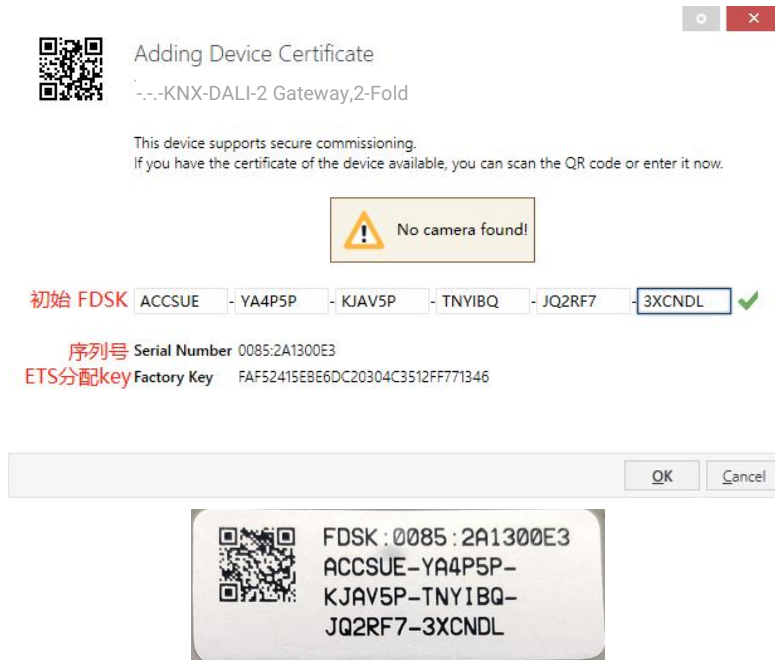 Adding Device Certificate
-.-.-KNX-DALI-2 Gateway,2-Fold
This device supports secure commissioning.
If you have the certificate of the device available, you can scan the QR code or enter it now.
No camera found!
初始 FDSK ACCSUE - YA4P5P - KJAV5P - TNYIBQ - JQ2RF7 - 3XCNDL
序列号 Serial Number 0085:2A1300E3
ETS分配key Factory Key FAF52415EBE6DC20304C3512FF771346
OK Cancel
FDSK:0085:2A1300E3
ACCSUE-YA4P5P-
KJAV5P-TNYIBQ-
JQ2RF7-3XCNDL